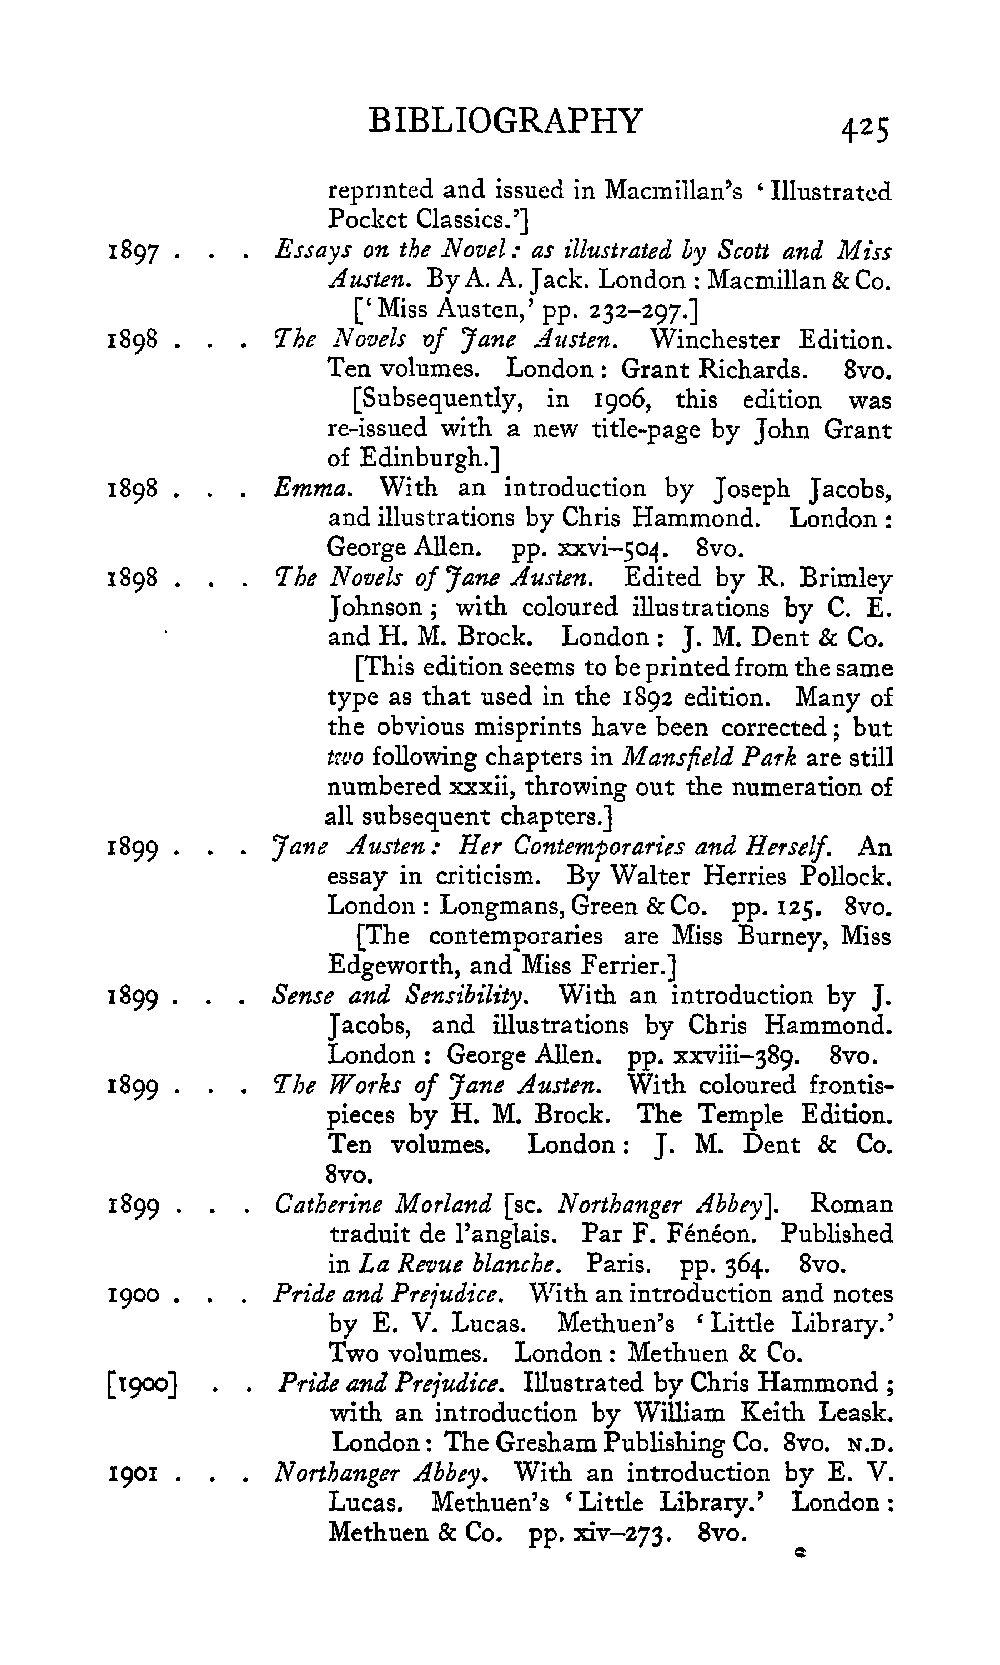 BIBLIOGRAPHY 425
reprinted and issued in Macmillan's ‘Illustrated
Pocket Classics.’]
1897 . . . Essays on the Novel: as illustrated by Scott and Miss
Austen. By A. A. Jack. London : Macmillan & Co.
[‘Miss Austen,’ pp. 232–297.]
1898 . . . The Novels of Jane Austen. Winchester Edition.
Ten volumes. London : Grant Richards. 8vo.
[Subsequently, in 1906, this edition was
re-issued with a new title-page by John Grant
of Edinburgh.]
1898 . . . Emma. With an introduction by Joseph Jacobs,
and illustrations by Chris Hammond. London :
George Allen. pp. xxvi–504. 8vo.
1898 . . . The Novels of Jane Austen. Edited by R. Brimley
Johnson ; with coloured illustrations by C. E.
and H. M. Brock. London : J. M. Dent & Co.
[This edition seems to be printed from the same
type as that used in the 1892 edition. Many of
the obvious misprints have been corrected ; but
two following chapters in Mansfield Park are still
numbered xxxii, throwing out the numeration of
all subsequent chapters.]
1899 . . . Jane Austen : Her Contemporaries and Herself. An
essay in criticism. By Walter Herries Pollock.
London : Longmans, Green & Co. pp. 125. 8vo.
[The contemporaries are Miss Burney, Miss
Edgeworth, and Miss Ferrier.]
1899 . . . Sense and Sensibility. With an introduction by J.
Jacobs, and illustrations by Chris Hammond.
London : George Allen. pp. xxviii–389. 8vo.
1899 . . . The Works of Jane Austen. With coloured frontis-
pieces by H. M. Brock. The Temple Edition.
Ten volumes. London : J. M. Dent & Co.
8vo.
1899 . . . Catherine Morland [sc. Northanger Abbey]. Roman
traduit de l'anglais. Par F. Fénéon. Published
in La Revue blanche. Paris. pp. 364. 8vo.
1900 . . . Pride and Prejudice. With an introduction and notes
by E. V. Lucas. Methuen's ‘Little Library.’
Two volumes. London : Methuen & Co.
[1900] . . Pride and Prejudice. Illustrated by Chris Hammond ;
with an introduction by William Keith Leask.
London : The Gresham Publishing Co. 8vo. N.D.
1901 . . . Northanger Abbey. With an introduction by E. V.
Lucas. Methuen's ‘Little Library.’ London :
Methuen & Co. pp. xiv–273. 8vo.